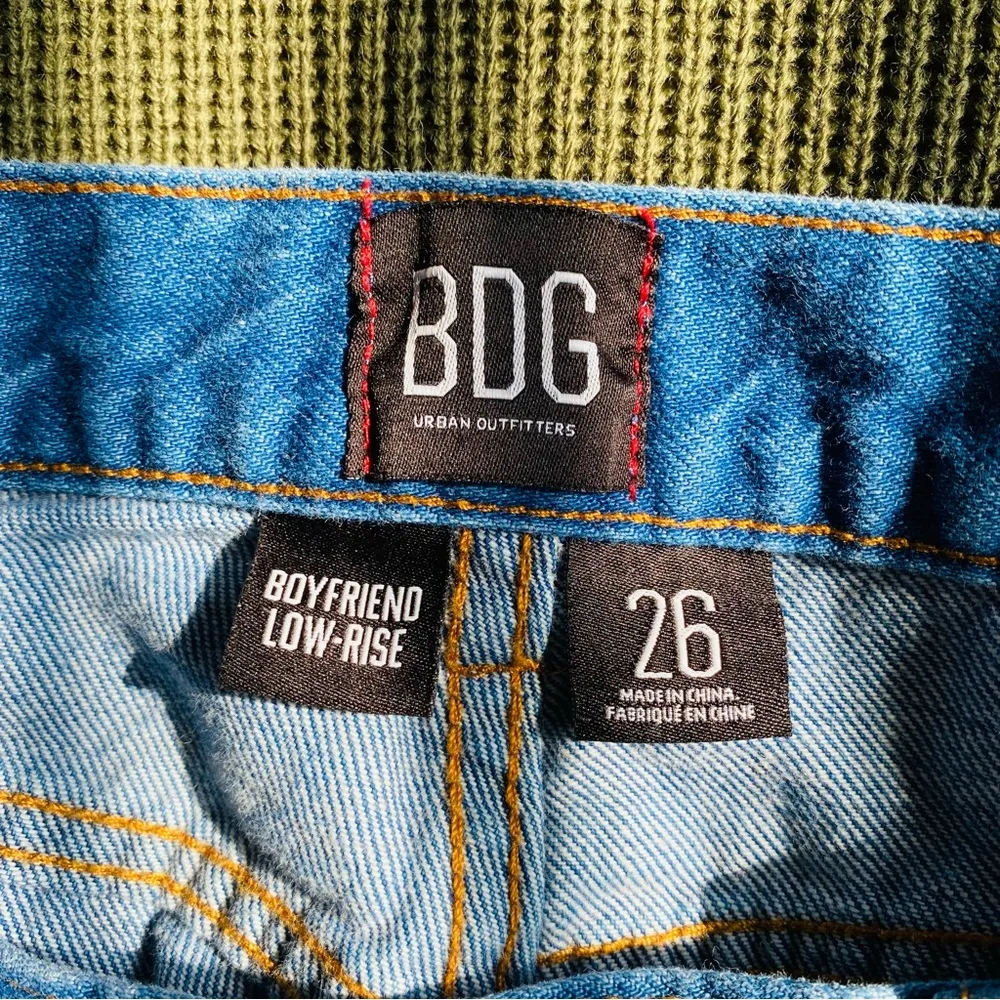 BDG
URBAN OUTFITTERS
BOYFRIEND
LOW-RISE
26
MADE IN CHINA.
FABRIQUÉ EN CHINE